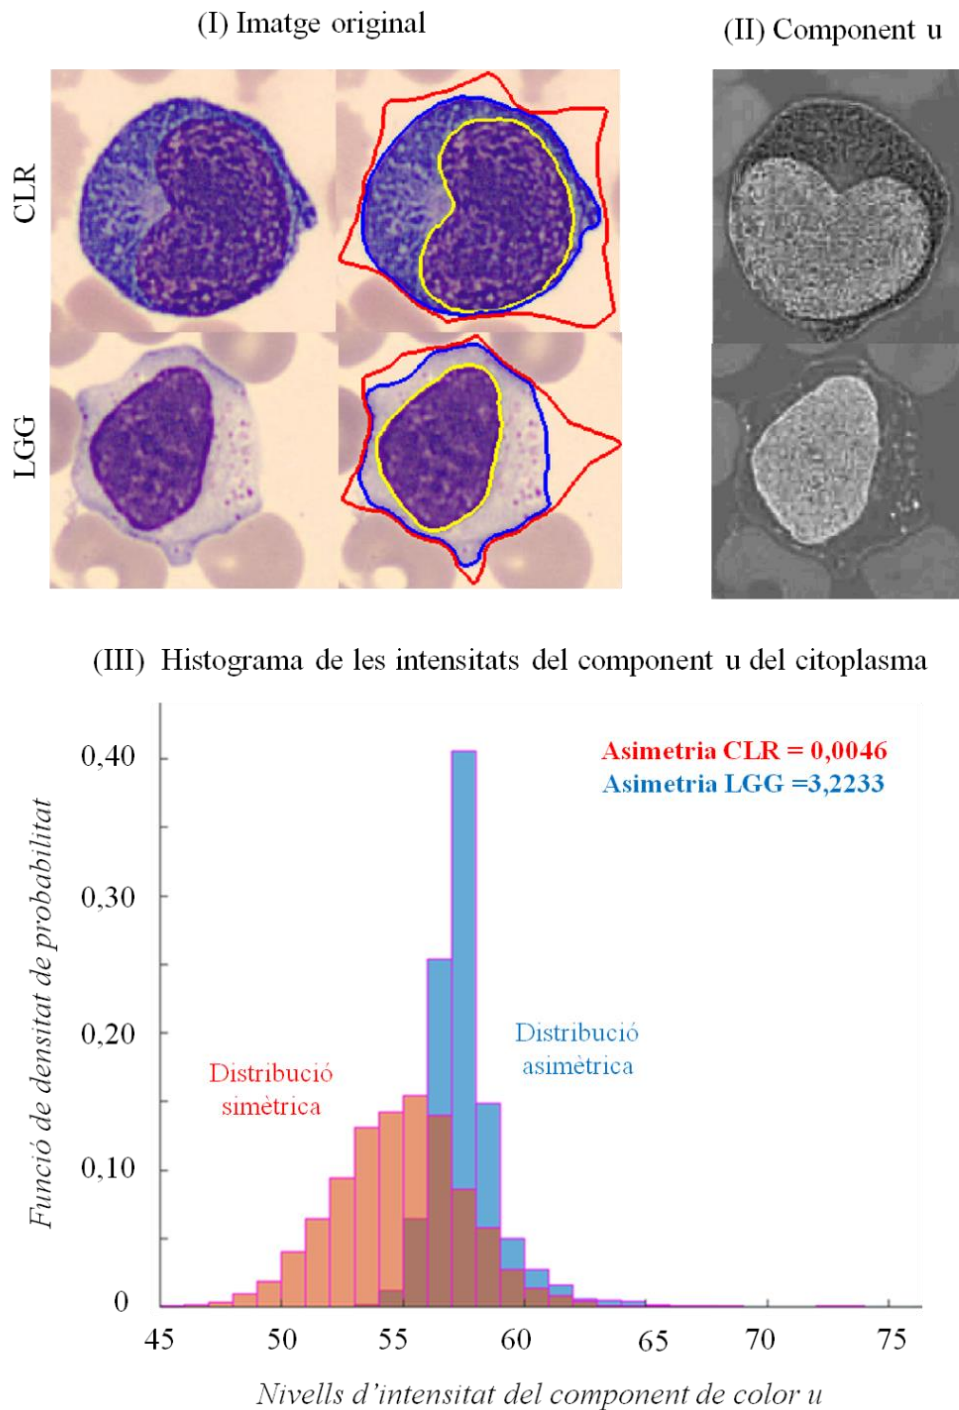 (I) Imatge original
(II) Component u
CLR
LGG
(III) Histograma de les intensitats del component u del citoplasma
Asimetria CLR = 0,0046
Asimetria LGG =3,2233
Funció de densitat de probabilitat
0,40
0,30
0,20
0,10
0
Distribució
simètrica
Distribució
asimètrica
45 50 55 60 65 70 75
Nivells d'intensitat del component de color u